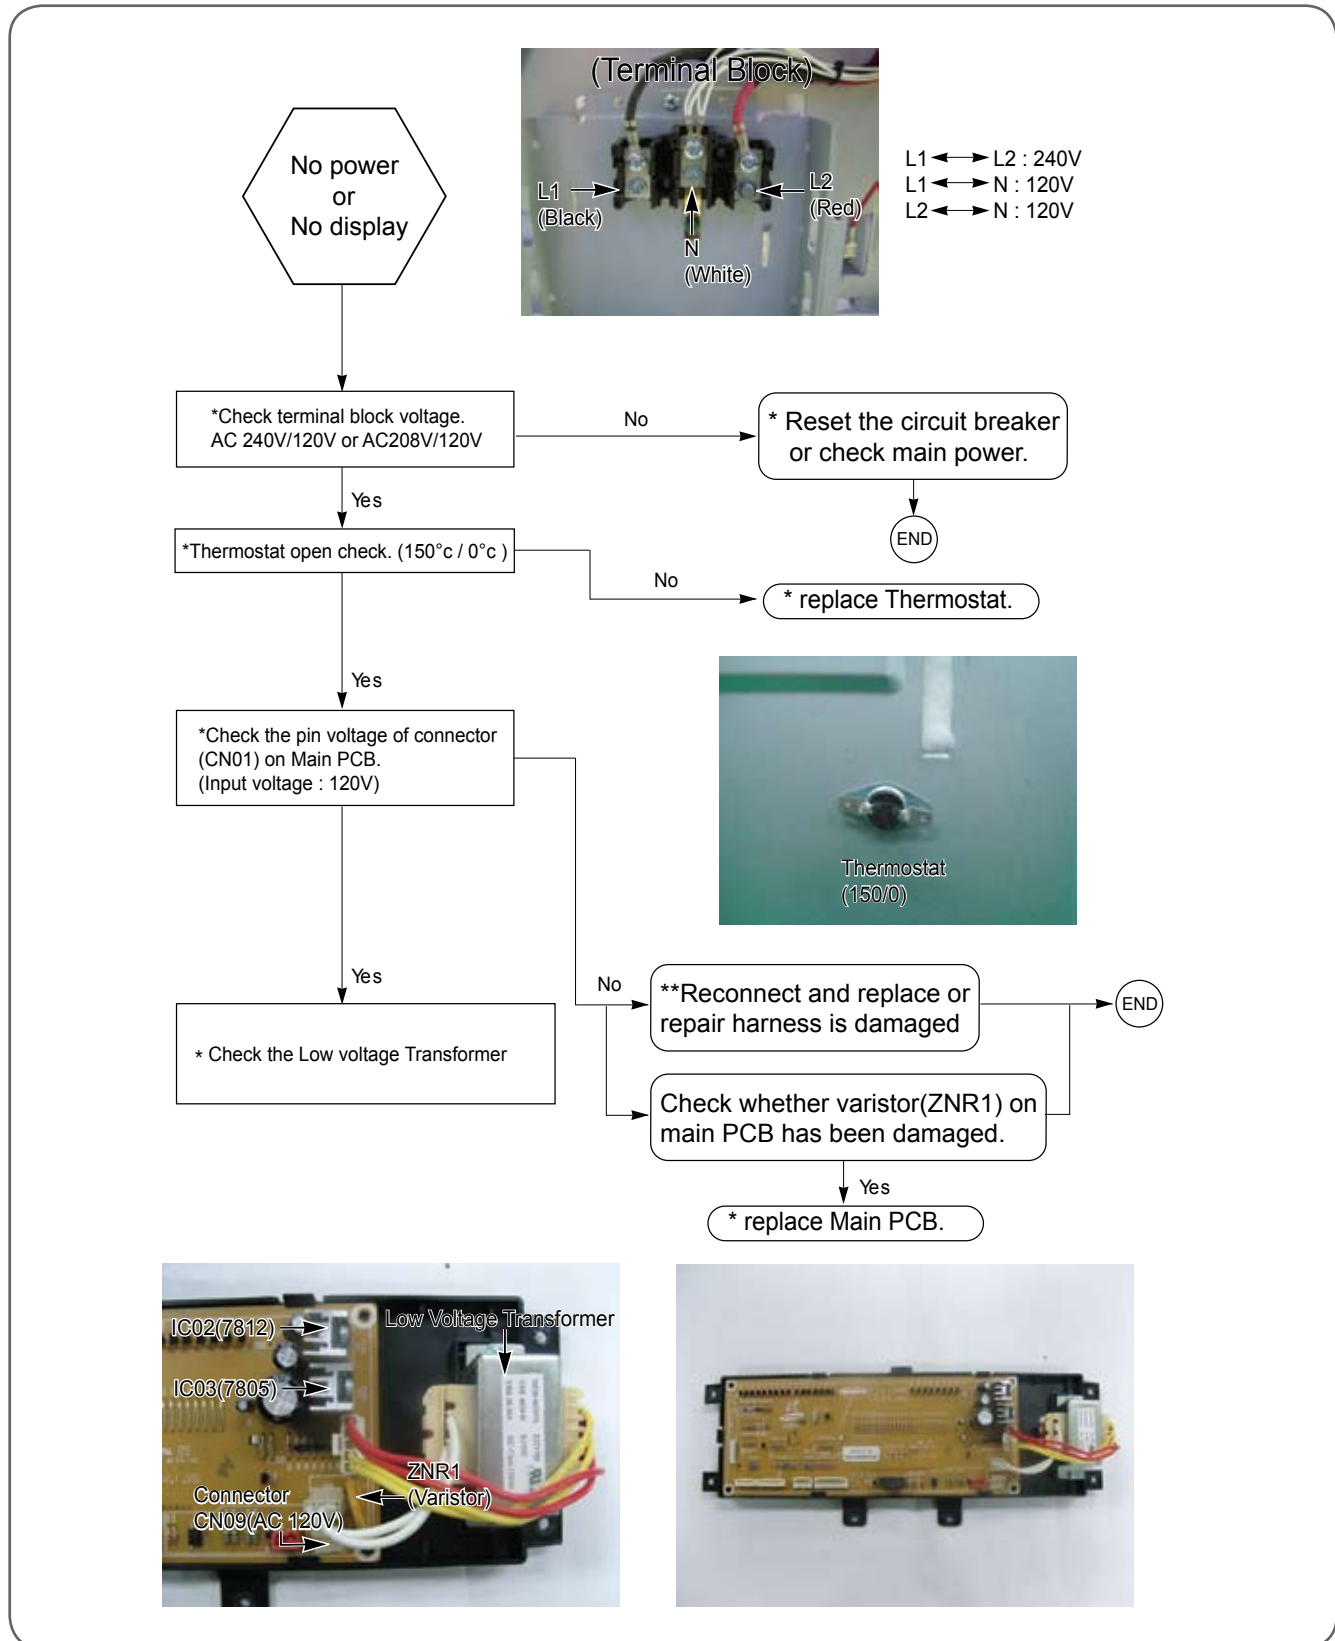 (Terminal Block)
No power
or
No display
L1
(Black)
N
(White)
L2
(Red)
L1 ↔ L2 : 240V
L1 ↔ N : 120V
L2 ↔ N : 120V
*Check terminal block voltage.
AC 240V/120V or AC208V/120V
No
* Reset the circuit breaker
or check main power.
Yes
END
*Thermostat open check. (150°c / 0°c )
No
* replace Thermostat.
Yes
*Check the pin voltage of connector
(CN01) on Main PCB.
(Input voltage : 120V)
Thermostat
(150/0)
Yes
No
**Reconnect and replace or
repair harness is damaged
END
* Check the Low voltage Transformer
Check whether varistor(ZNR1) on
main PCB has been damaged.
Yes
* replace Main PCB.
IC02(7812)
Low Voltage Transformer
IC03(7805)
ZNR1
(Varistor)
Connector
CN09(AC 120V)